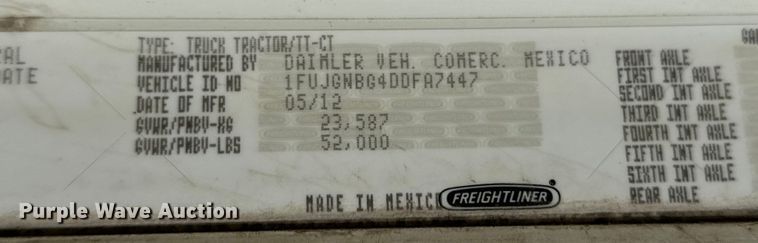 TYPE: TRUCK TRACTOR/TT-CT
MANUFACTURED BY DAIMLER VEH. COMERC. MEXICO
VEHICLE ID NO 1FUJGNBG4DDFA7447
DATE OF MFR 05/12
GVWR/PNBV-KG 23,587
GVWR/PNBV-LBS 52,000
MADE IN MEXICO
FREIGHTLINER
GA
FRONT AXLE
FIRST INT AXLE
SECOND INT AXLE
THIRD INT AXLE
FOURTH INT AXLE
FIFTH INT AXLE
SIXTH INT AXLE
REAR AXLE
AL
ATE
Purple Wave Auction